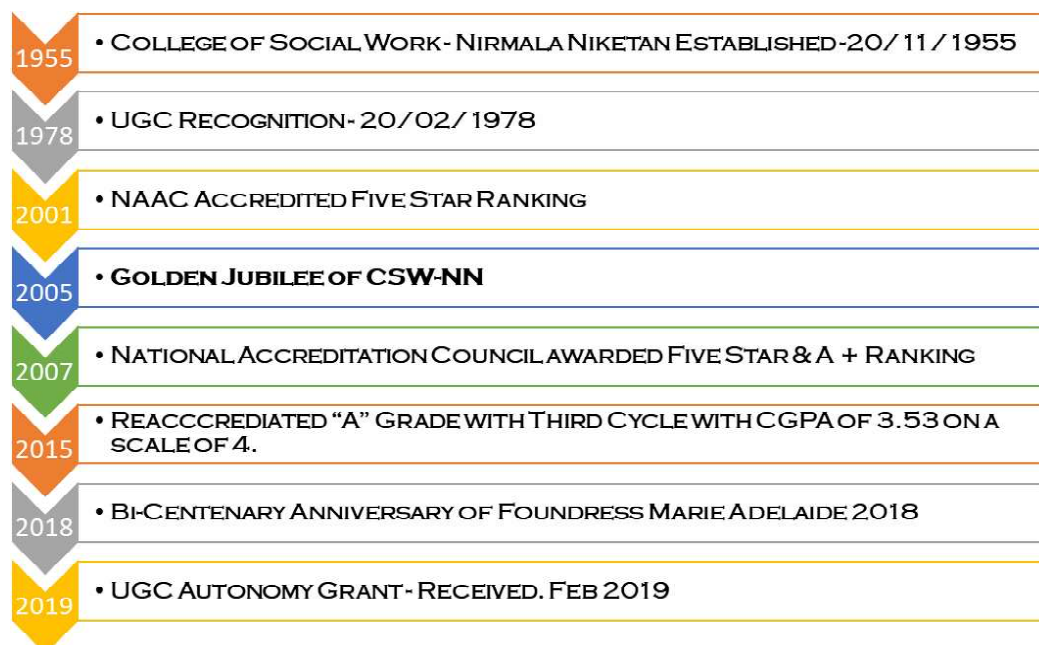 1955
• COLLEGE OF SOCIAL WORK- NIRMALA NIKETAN ESTABLISHED -20/11/1955
1978
• UGC RECOGNITION- 20/02/1978
2001
• NAAC ACCREDITED FIVE STAR RANKING
2005
• GOLDEN JUBILEE OF CSW-NN
2007
• NATIONAL ACCREDITATION COUNCIL AWARDED FIVE STAR & A + RANKING
2015
• REACCCREDIATED “A” GRADE WITH THIRD CYCLE WITH CGPA OF 3.53 ON A
SCALE OF 4.
2018
• BI-CENTENARY ANNIVERSARY OF FOUNDRESS MARIE ADELAIDE 2018
2019
• UGC AUTONOMY GRANT - RECEIVED. FEB 2019